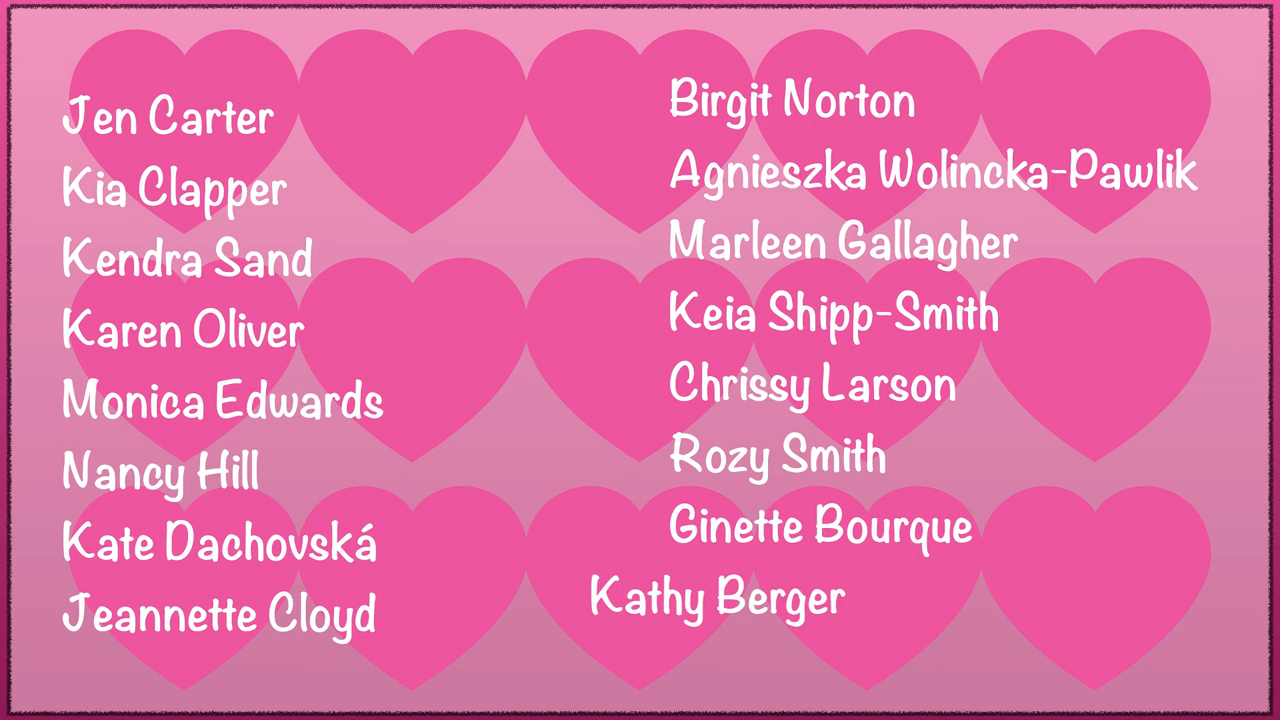 Jen Carter
Kia Clapper
Kendra Sand
Karen Oliver
Monica Edwards
Nancy Hill
Kate Dachovská
Jeannette Cloyd
Birgit Norton
Agnieszka Wolincka-Pawlik
Marleen Gallagher
Keia Shipp-Smith
Chrissy Larson
Rozy Smith
Ginette Bourque
Kathy Berger